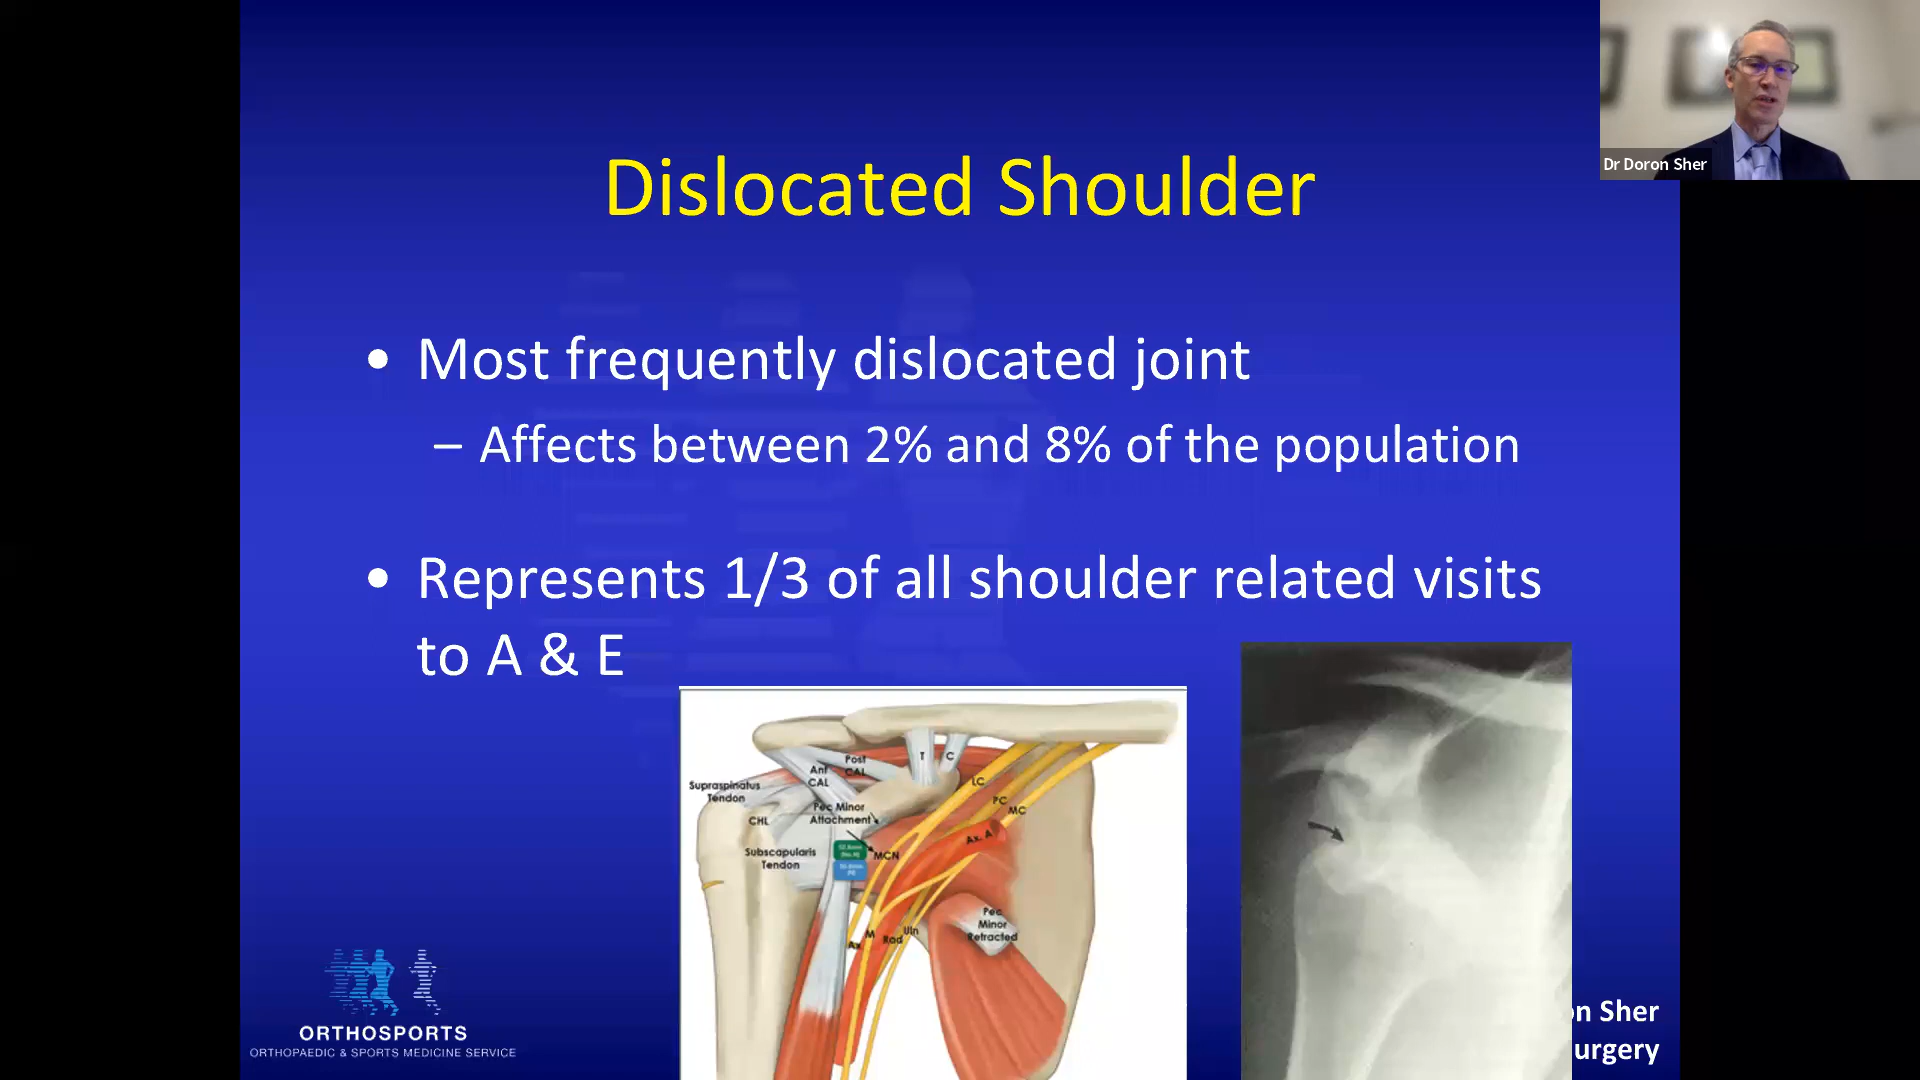 Dr Doron Sher
Dislocated Shoulder
• Most frequently dislocated joint
– Affects between 2% and 8% of the population
• Represents 1/3 of all shoulder related visits
to A & E
Post
CAL
Ant
CAL
T
C
Supraspinatus
Tendon
LC
PC
MC
Pec Minor
Attachment
CHL
Ax. A
Subscapularis
Tendon
MCN
Pec
Minor
Retracted
Ax
M
Rad
Uln
ORTHOSPORTS
ORTHOPAEDIC & SPORTS MEDICINE SERVICE
on Sher
urgery